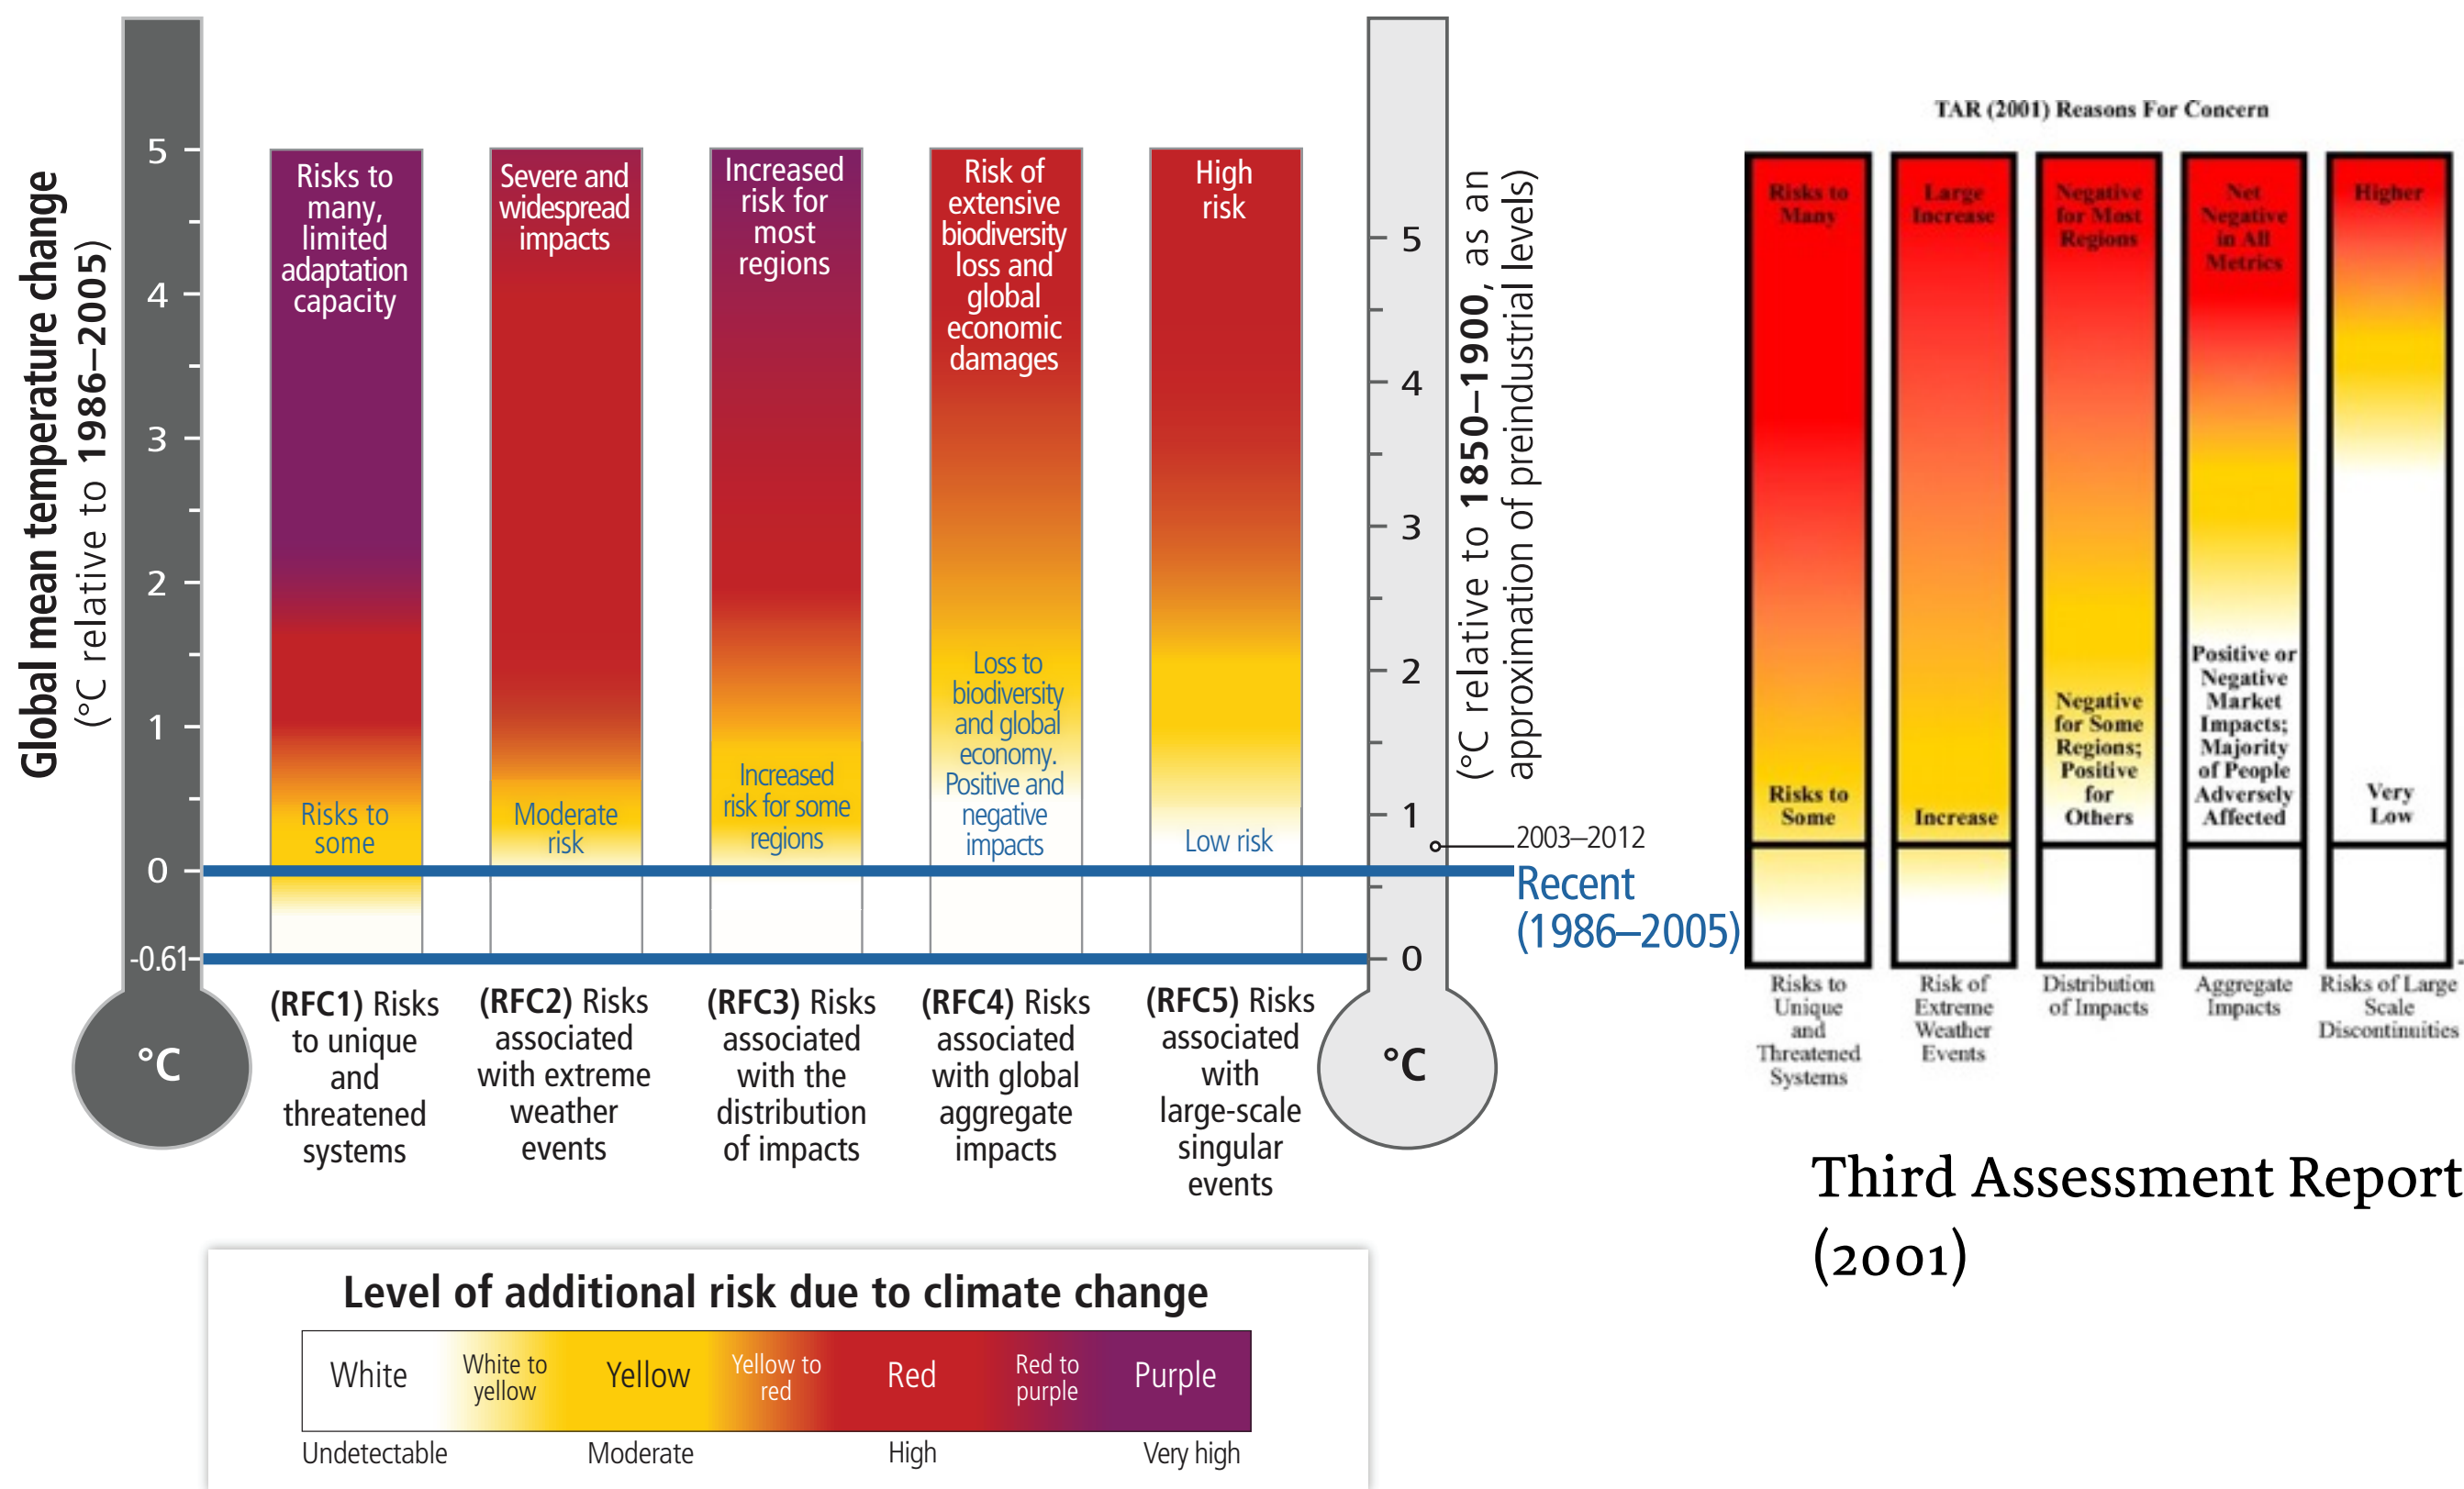 Global mean temperature change
(°C relative to 1986–2005)
5
4
3
2
1
0
-0.61
°C
Risks to
many,
limited
adaptation
capacity
Risks to
some
Severe and
widespread
impacts
Moderate
risk
Increased
risk for
most
regions
Increased
risk for some
regions
Risk of
extensive
biodiversity
loss and
global
economic
damages
Loss to
biodiversity
and global
economy.
Positive and
negative
impacts
High
risk
Low risk
5
4
3
2
1
0
°C
(°C relative to 1850–1900, as an
approximation of preindustrial levels)
2003–2012
Recent
(1986–2005)
(RFC1) Risks
to unique
and
threatened
systems
(RFC2) Risks
associated
with extreme
weather
events
(RFC3) Risks
associated
with the
distribution
of impacts
(RFC4) Risks
associated
with global
aggregate
impacts
(RFC5) Risks
associated
with
large-scale
singular
events
Level of additional risk due to climate change
White
White to
yellow
Yellow
Yellow to
red
Red
Red to
purple
Purple
Undetectable
Moderate
High
Very high
TAR (2001) Reasons For Concern
Risks to
Many
Risks to
Some
Large
Increase
Increase
Negative
for Most
Regions
Negative
for Some
Regions;
Positive
for
Others
Net
Negative
in All
Metrics
Positive or
Negative
Market
Impacts;
Majority
of People
Adversely
Affected
Higher
Very
Low
Risks to
Unique
and
Threatened
Systems
Risk of
Extreme
Weather
Events
Distribution
of Impacts
Aggregate
Impacts
Risks of Large
Scale
Discontinuities
Third Assessment Report
(2001)